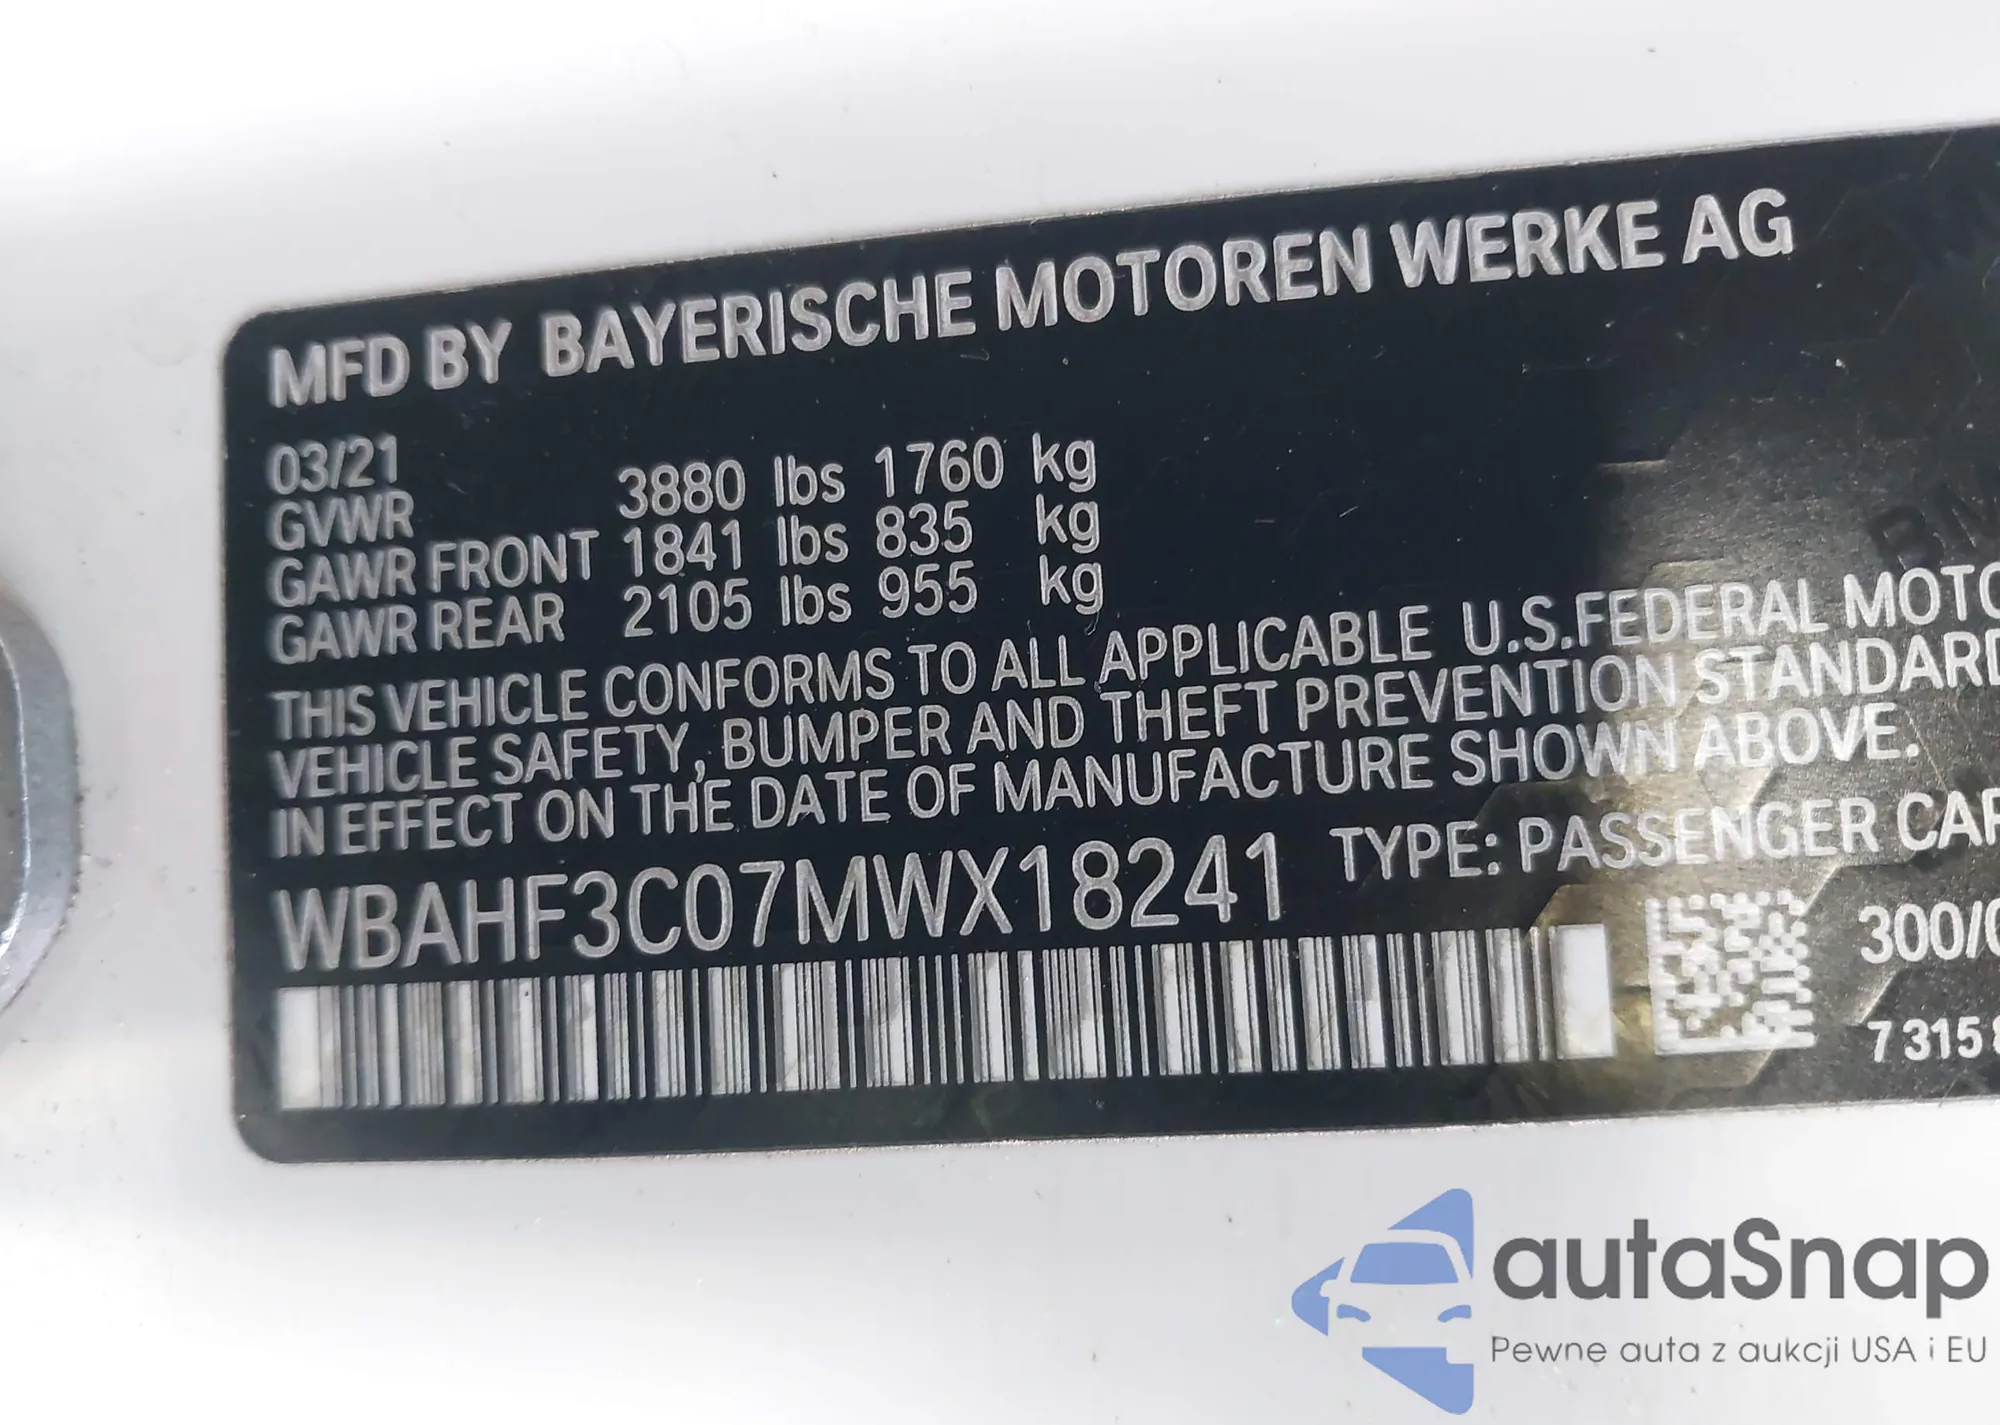 MFD BY BAYERISCHE MOTOREN WERKE AG
03/21
GVWR 3880 lbs 1760 kg
GAWR FRONT 1841 lbs 835 kg
GAWR REAR 2105 lbs 955 kg
THIS VEHICLE CONFORMS TO ALL APPLICABLE U.S.FEDERAL MOTO
VEHICLE SAFETY, BUMPER AND THEFT PREVENTION STANDARD
IN EFFECT ON THE DATE OF MANUFACTURE SHOWN ABOVE.
WBAHF3C07MWX18241 TYPE: PASSENGER CAR
300/
7 3158
autaSnap
Pewne auta z aukcji USA i EU